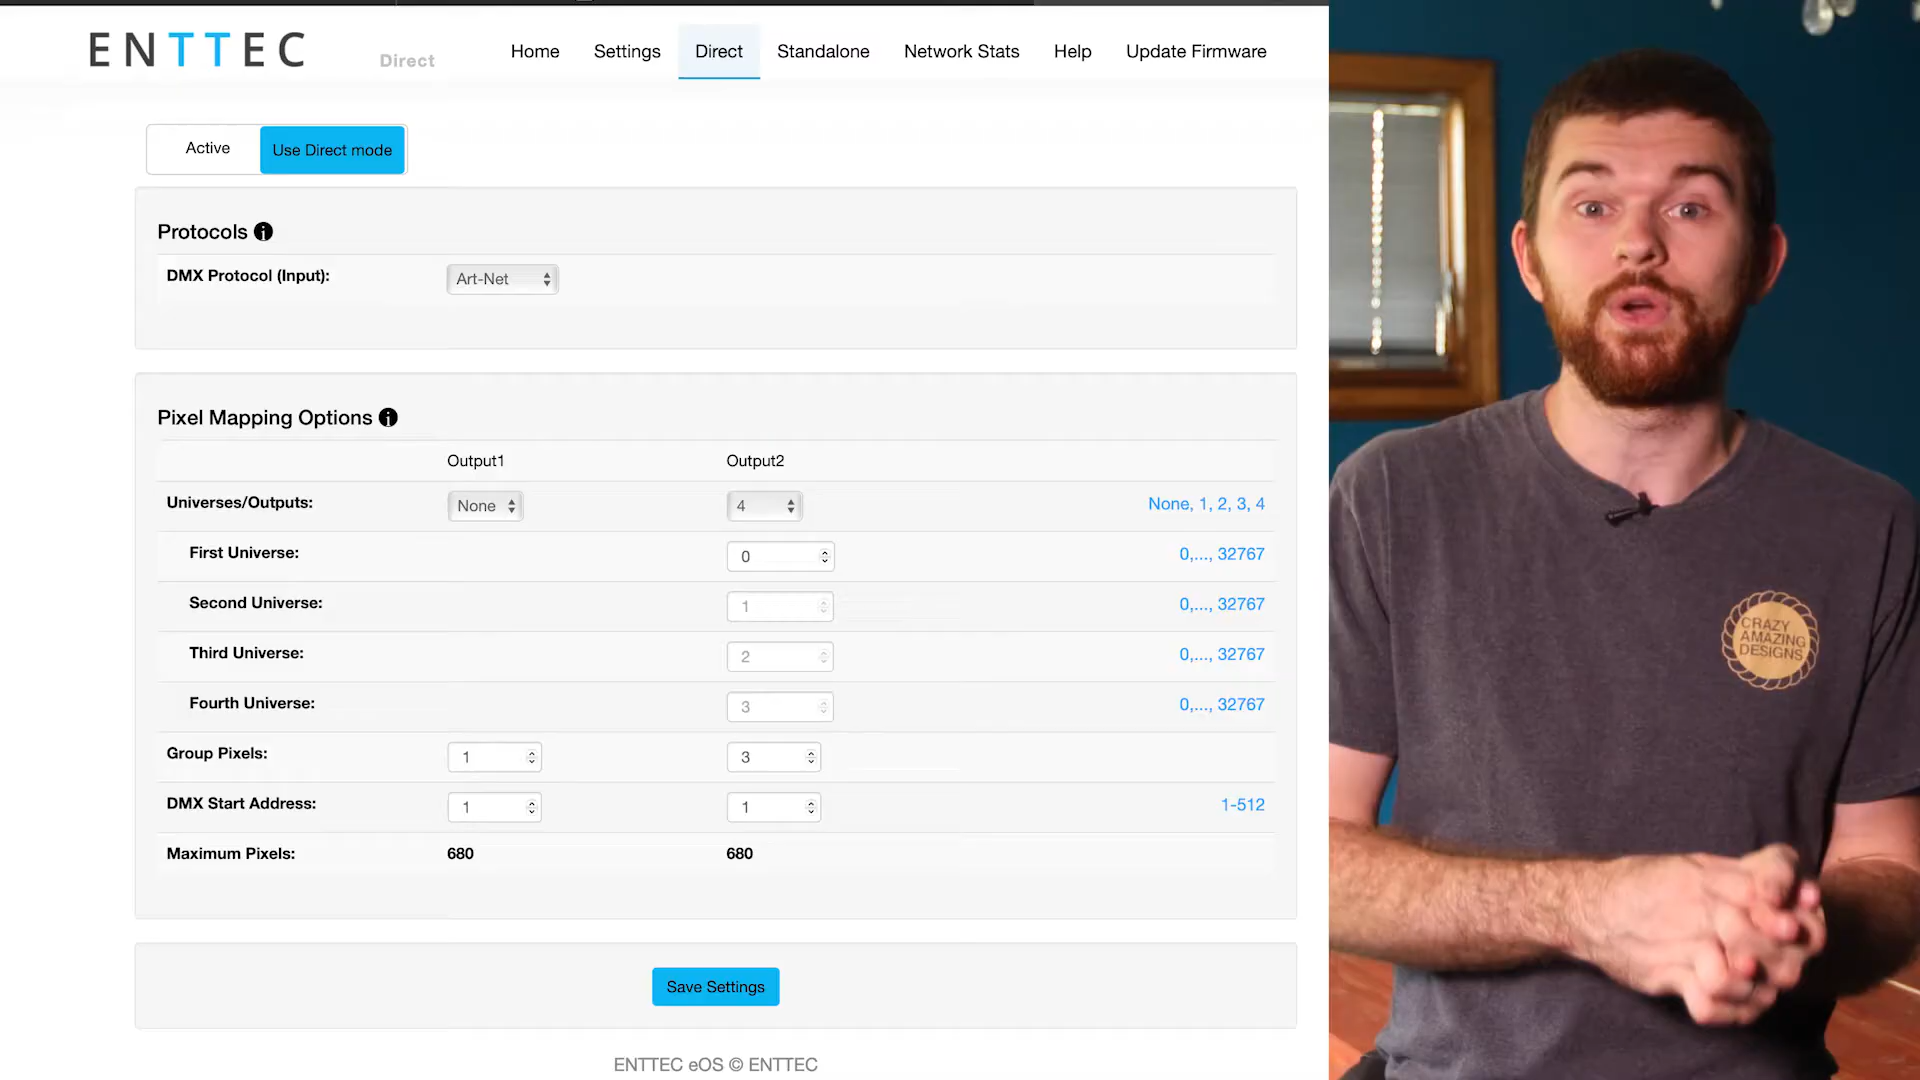 ENTTEC
Direct
Home
Settings
Direct
Standalone
Network Stats
Help
Update Firmware
Active
Use Direct mode
Protocols
DMX Protocol (Input):
Art-Net
Pixel Mapping Options
Output1
Output2
Universes/Outputs:
None
4
None, 1, 2, 3, 4
First Universe:
0
0,..., 32767
Second Universe:
1
0,..., 32767
Third Universe:
2
0,..., 32767
Fourth Universe:
3
0,..., 32767
Group Pixels:
1
3
DMX Start Address:
1
1
1-512
Maximum Pixels:
680
680
Save Settings
ENTTEC eOS © ENTTEC
CRAZY
AMAZING
DESIGNS